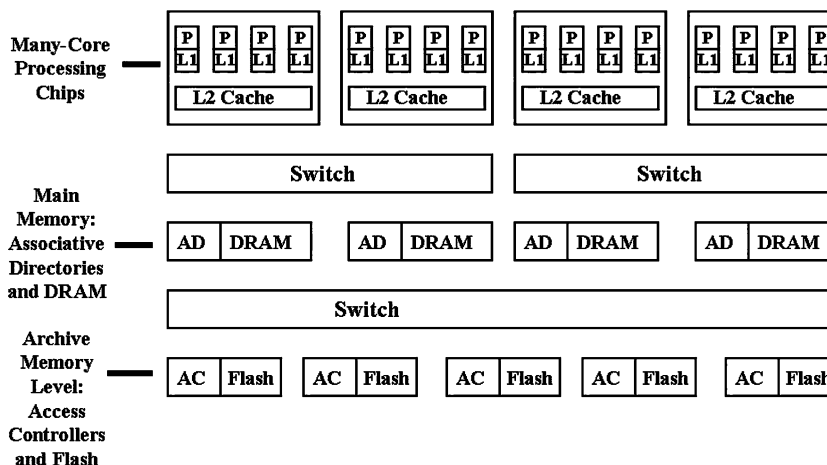 Many-Core
Processing
Chips
P P P P P P P P P P P P P P P P
L1 L1 L1 L1 L1 L1 L1 L1 L1 L1 L1 L1 L1 L1 L1 L1
L2 Cache L2 Cache L2 Cache L2 Cache
Switch Switch
Main
Memory:
Associative
Directories
and DRAM
AD DRAM AD DRAM AD DRAM AD DRAM
Switch
Archive
Memory
Level:
Access
Controllers
and Flash
AC Flash AC Flash AC Flash AC Flash AC Flash